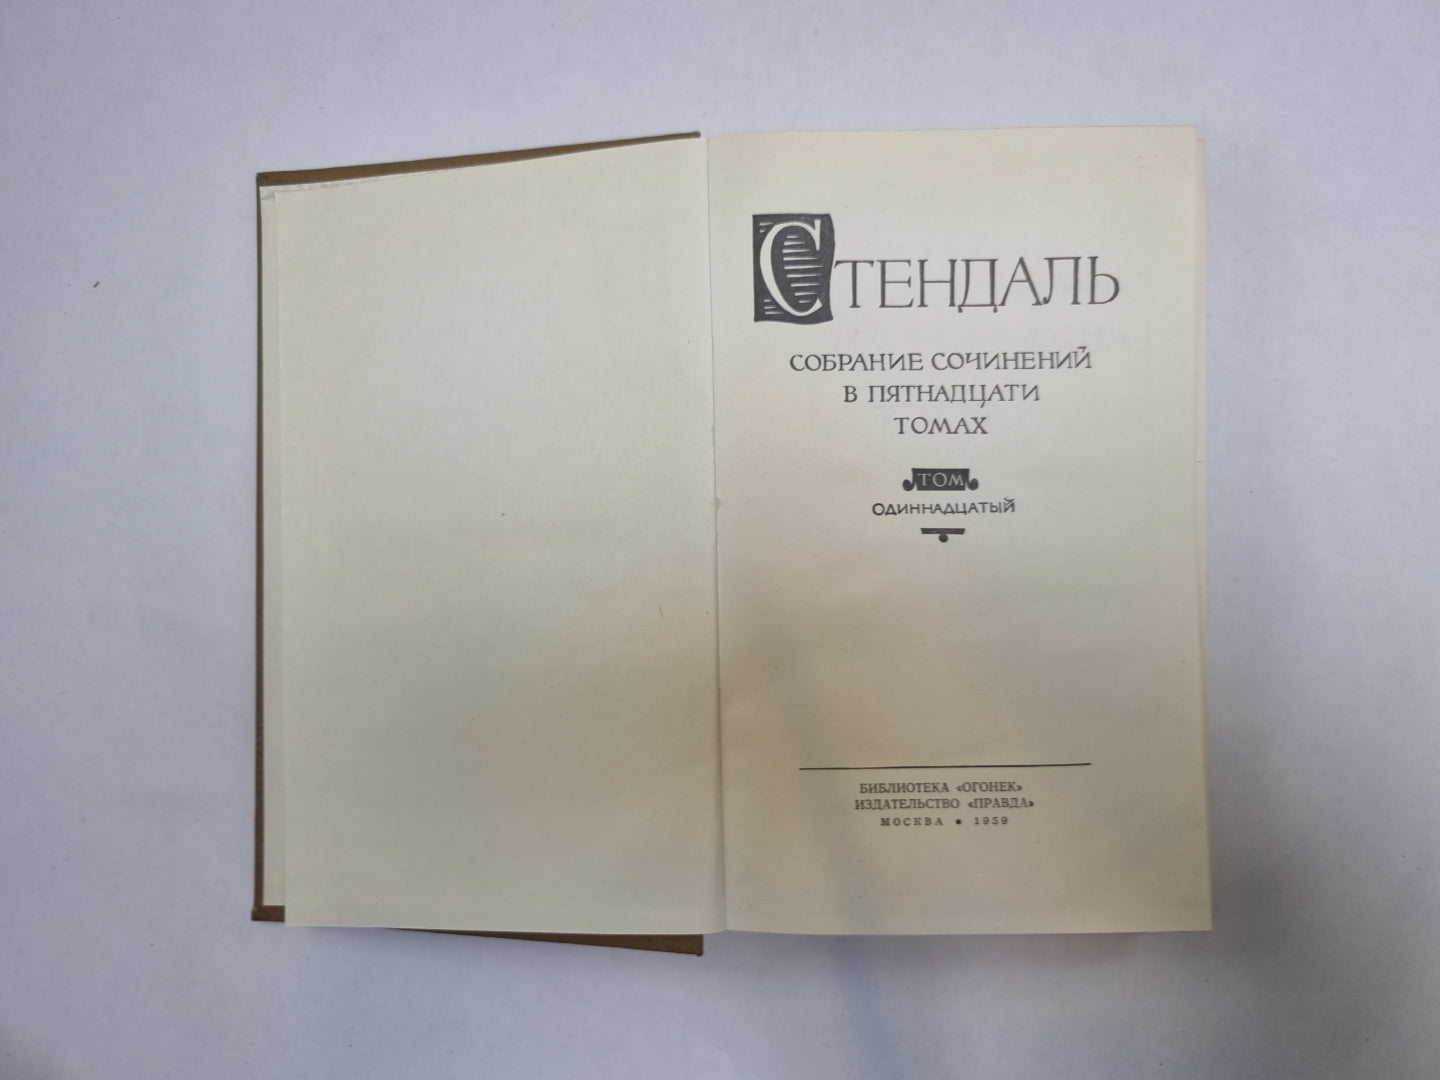 СТЕНДАЛЬ
СОБРАНИЕ СОЧИНЕНИЙ
В ПЯТНАДЦАТИ
ТОМАХ
ТОМ
ОДИННАДЦАТЫЙ
БИБЛИОТЕКА «ОГОНЕК»
ИЗДАТЕЛЬСТВО «ПРАВДА»
МОСКВА • 1959